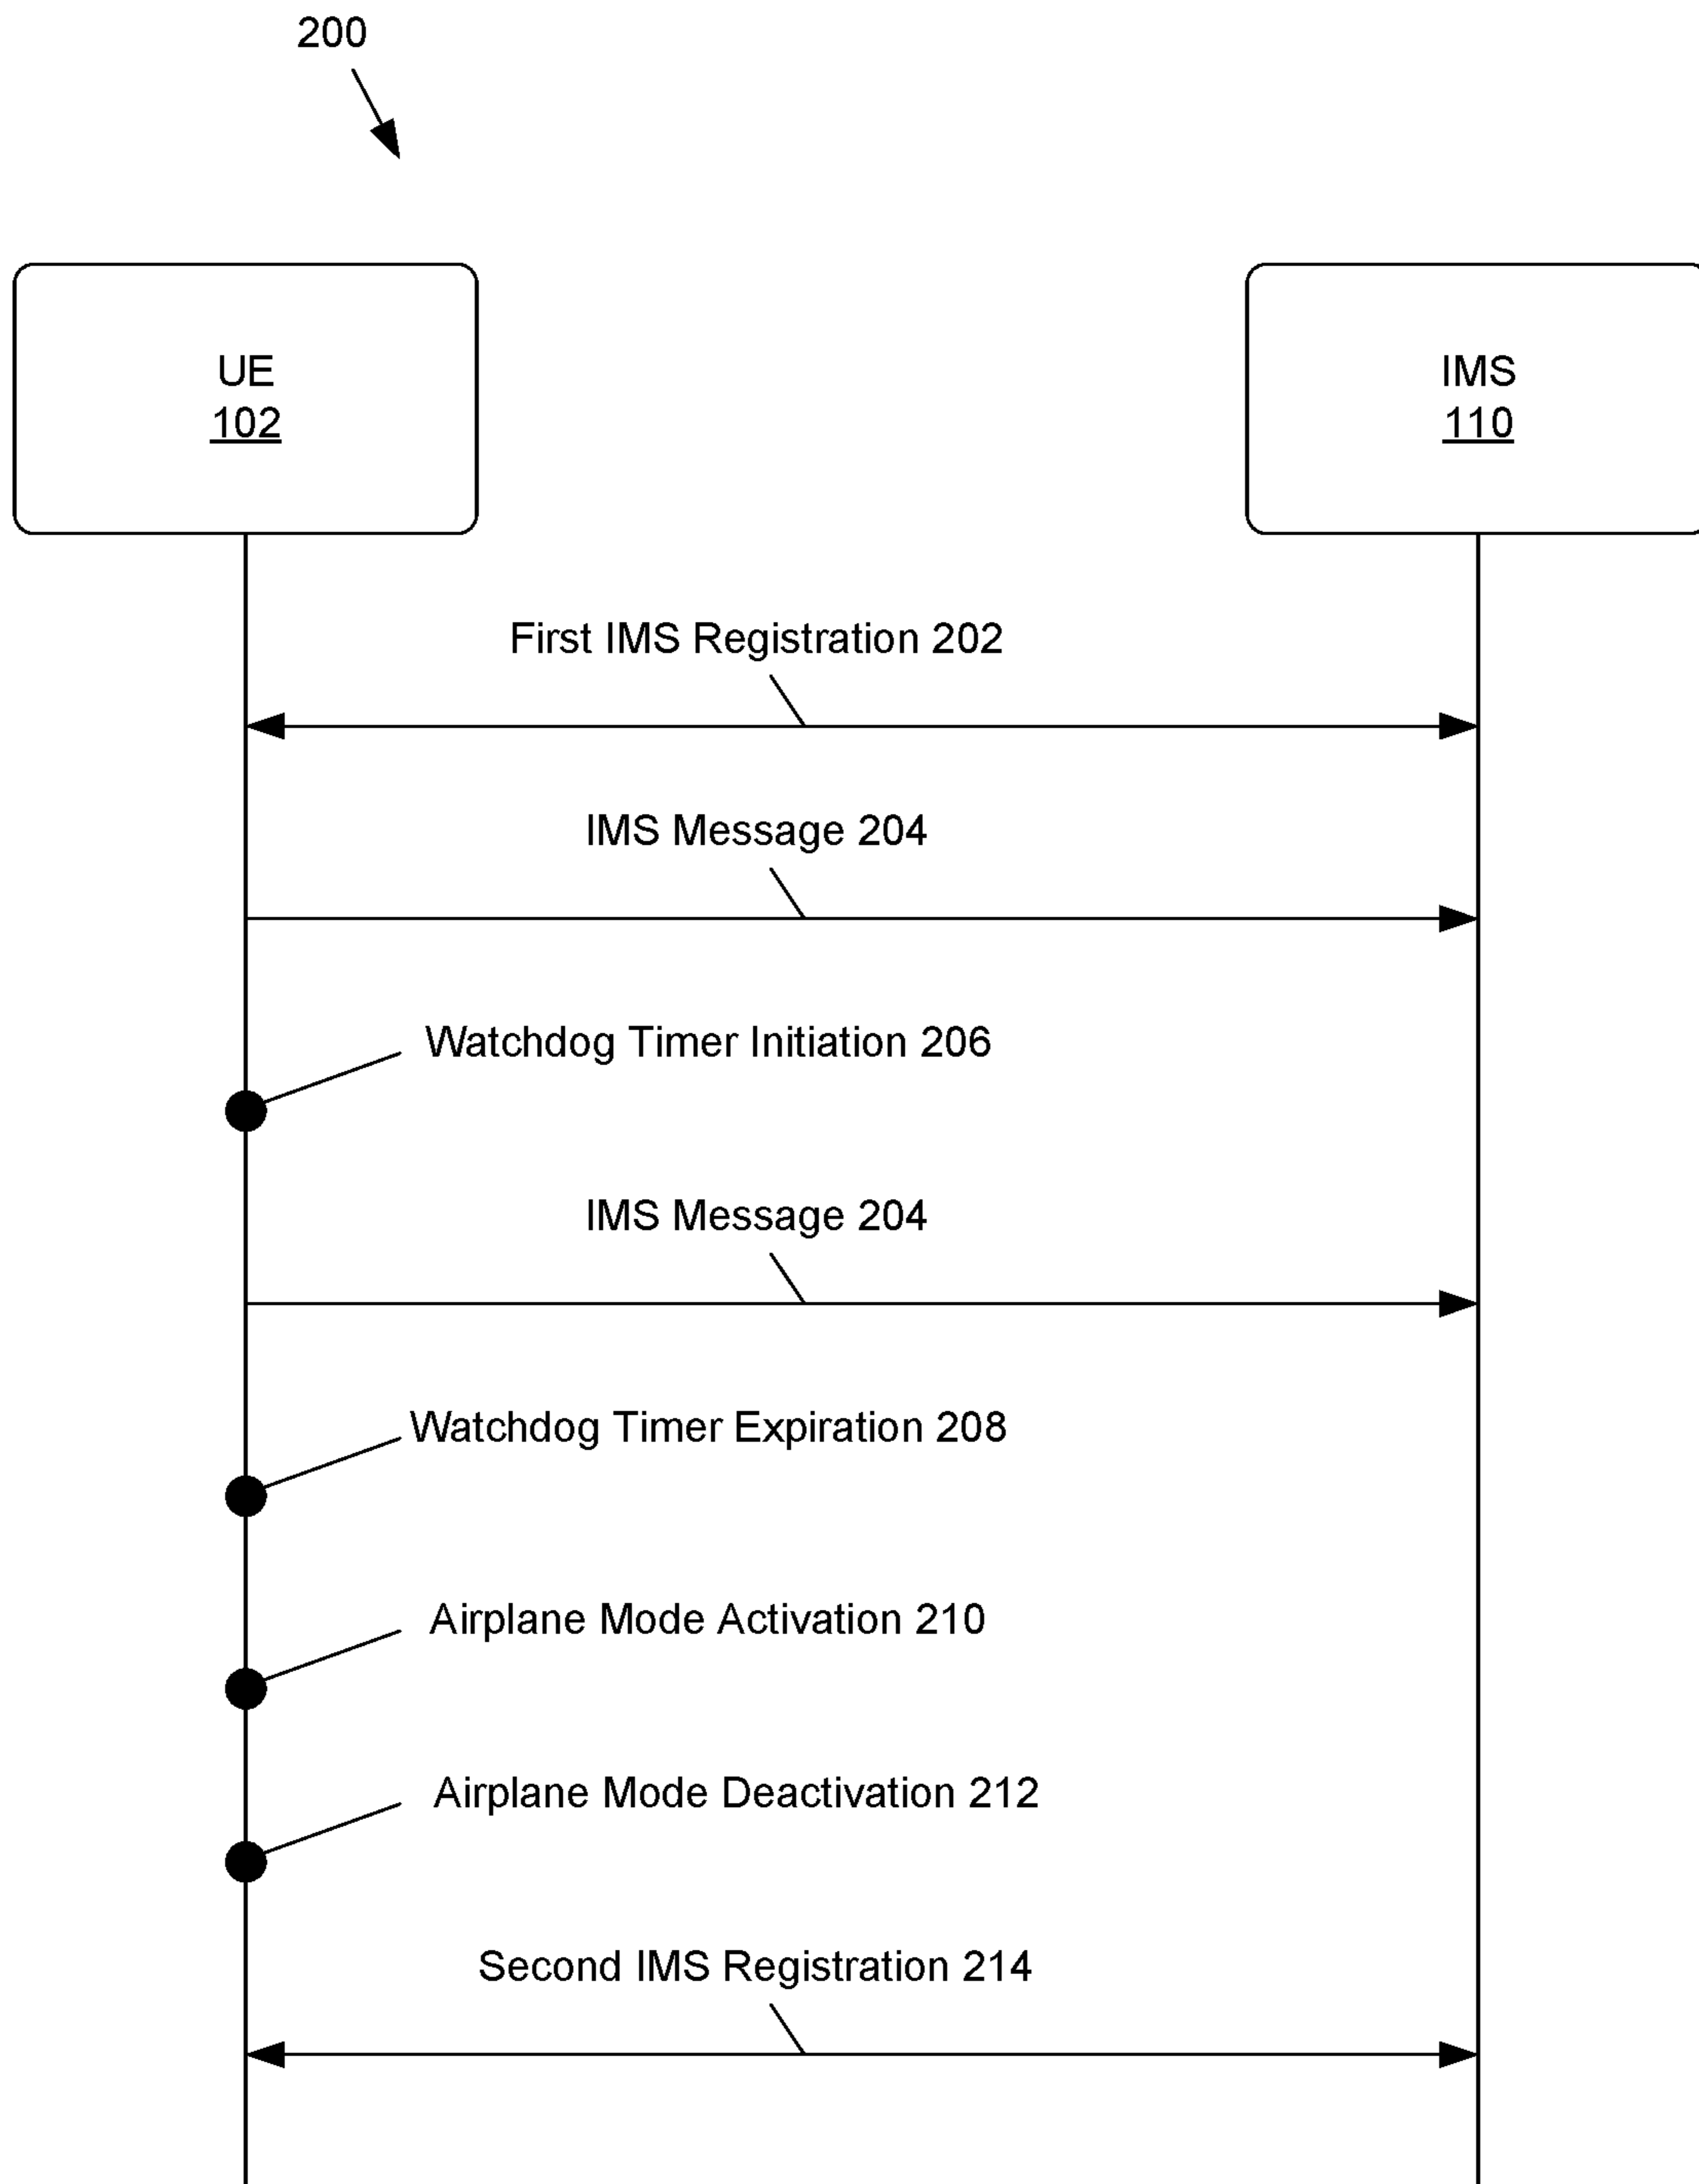 200
UE
102
IMS
110
First IMS Registration 202
IMS Message 204
Watchdog Timer Initiation 206
IMS Message 204
Watchdog Timer Expiration 208
Airplane Mode Activation 210
Airplane Mode Deactivation 212
Second IMS Registration 214